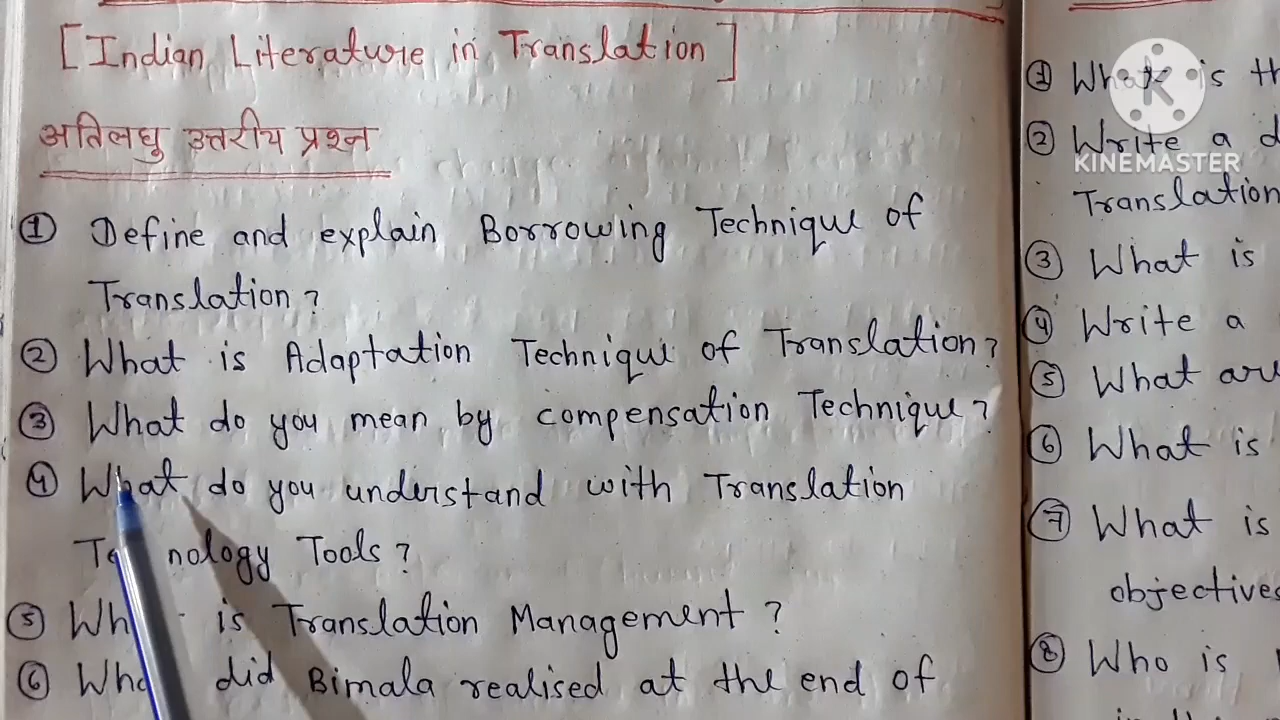 [Indian Literature in Translation]
अतिलघु उत्तरीय प्रश्न
① Define and explain Borrowing Technique of
Translation?
② What is Adaptation Technique of Translation?
③ What do you mean by compensation Technique?
④ What do you understand with Translation
Tools?
⑤ is Translation Management?
⑥ did Bimala realised at the end of
① What is
② Write a
Translation
③ What is
④ Write a
⑤ What are
⑥ What is
⑦ What is
objectives
⑧ Who is
KINEMASTER